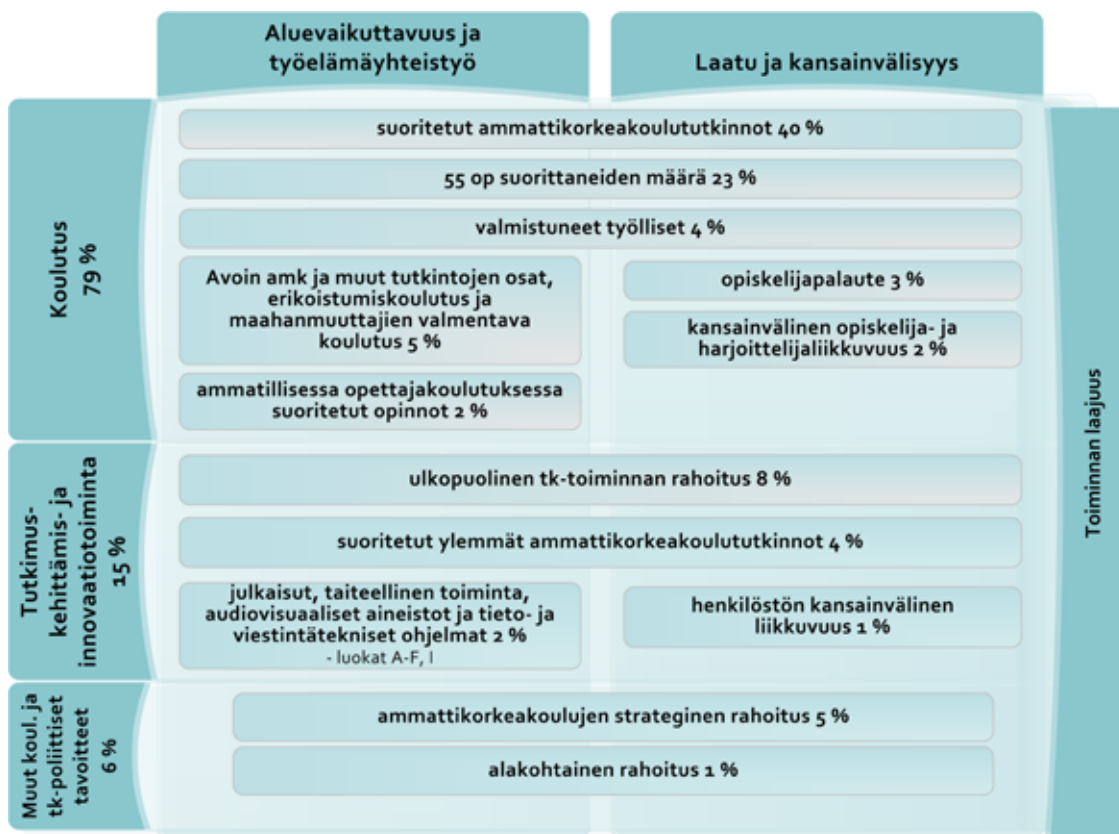 Aluevaikuttavuus ja
työelämäyhteistyö
Laatu ja kansainvälisyys
Koulutus
79 %
suoritetut ammattikorkeakoulututkinnot 40 %
55 op suorittaneiden määrä 23 %
valmistuneet työlliset 4 %
Avoin amk ja muut tutkintojen osat,
erikoistumiskoulutus ja
maahanmuuttajien valmentava
koulutus 5 %
ammatillisessa opettajakoulutuksessa
suoritetut opinnot 2 %
opiskelijapalaute 3 %
kansainvälinen opiskelija- ja
harjoittelijaliikkuvuus 2 %
Tutkimus-
kehittämis- ja
innovaatiotoiminta
15 %
ulkopuolinen tk-toiminnan rahoitus 8 %
suoritetut ylemmät ammattikorkeakoulututkinnot 4 %
julkaisut, taiteellinen toiminta,
audiovisuaaliset aineistot ja tieto- ja
viestintätekniset ohjelmat 2 %
- luokat A-F, I
henkilöstön kansainvälinen
liikkuvuus 1 %
Muut koul. ja
tk-poliittiset
tavoitteet
6 %
ammattikorkeakoulujen strateginen rahoitus 5 %
alakohtainen rahoitus 1 %
Toiminnan laajuus